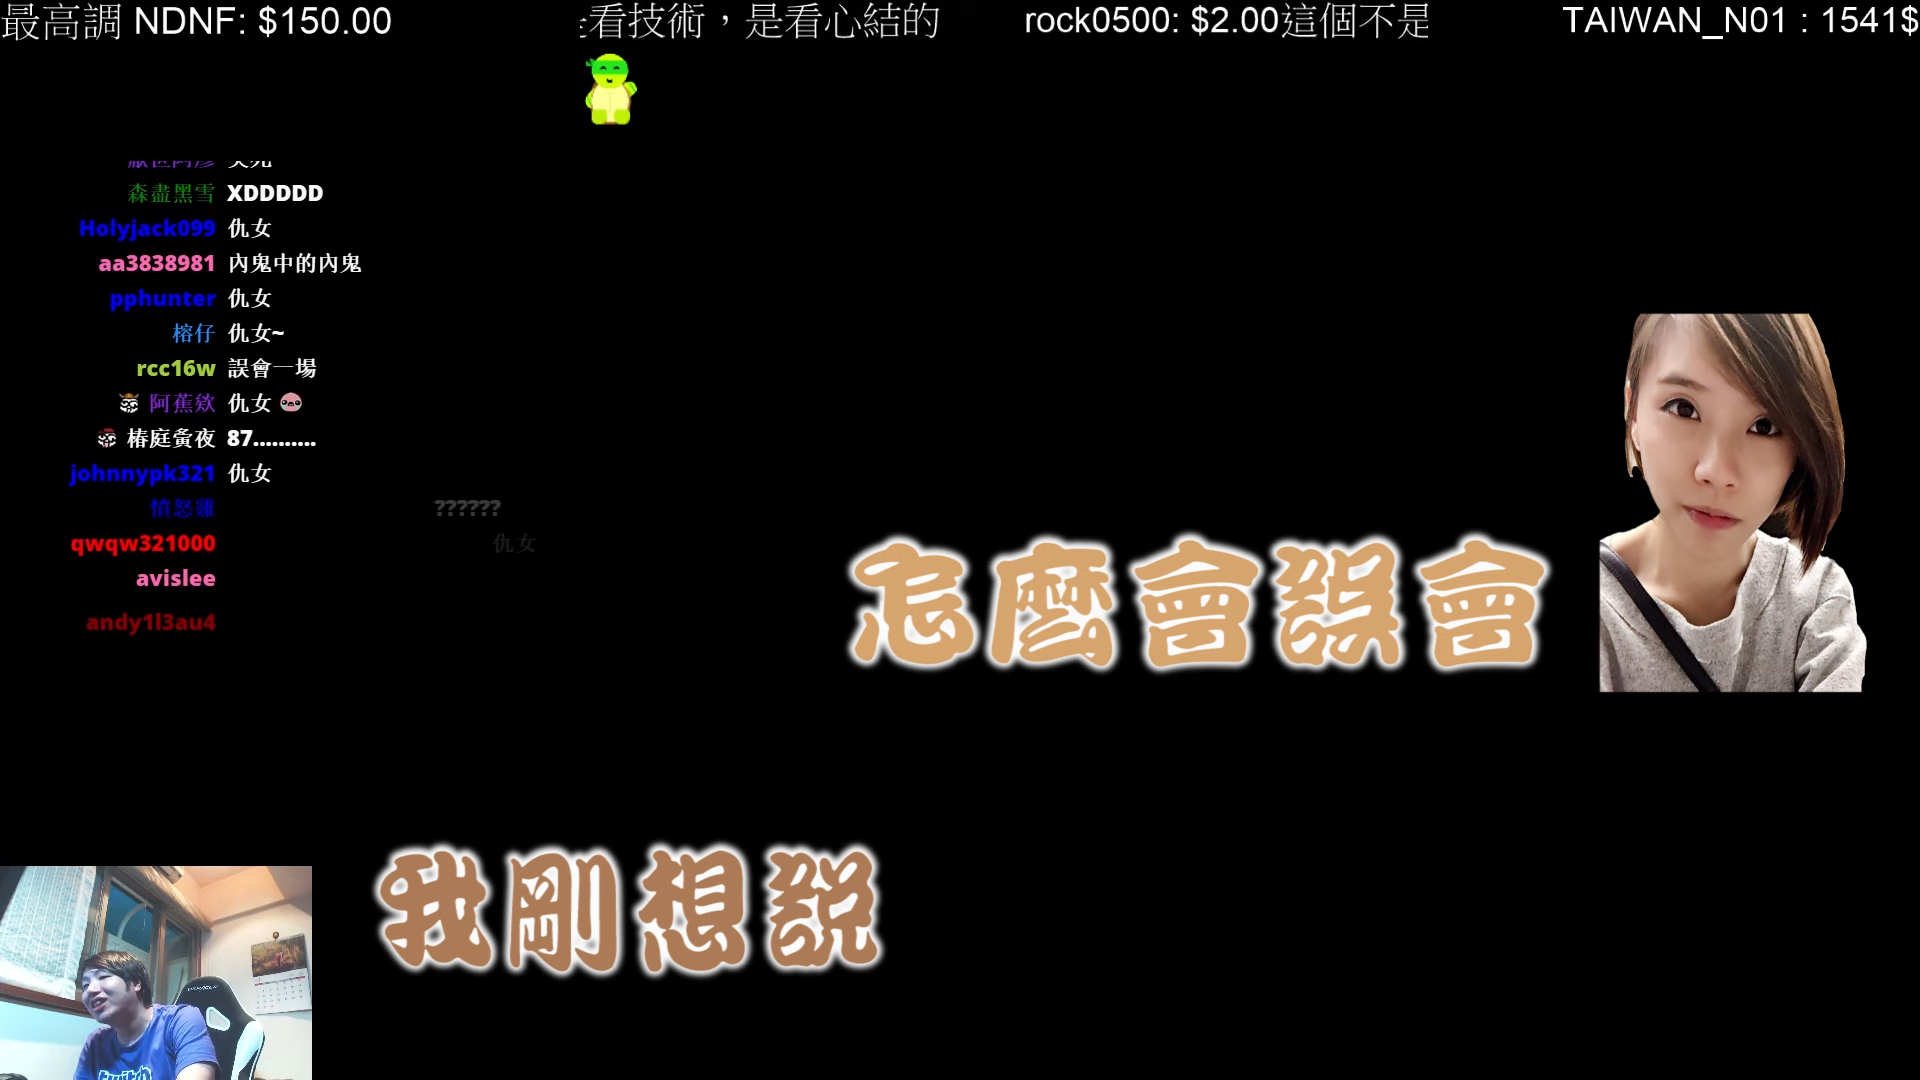 最高調 NDNF: $150.00
看技術，是看心結的
rock0500: $2.00這個不是
TAIWAN_N01 : 1541$
森盡黑雪 XDDDDD
Holyjack099 仇女
aa3838981 內鬼中的內鬼
pphunter 仇女
榕仔 仇女~
rcc16w 誤會一場
阿蕉欸 仇女
椿庭夤夜 87..........
johnnypk321 仇女
憤怒雞 ??????
qwqw321000 仇女
avislee
andy1l3au4
怎麼會誤會
我剛想說